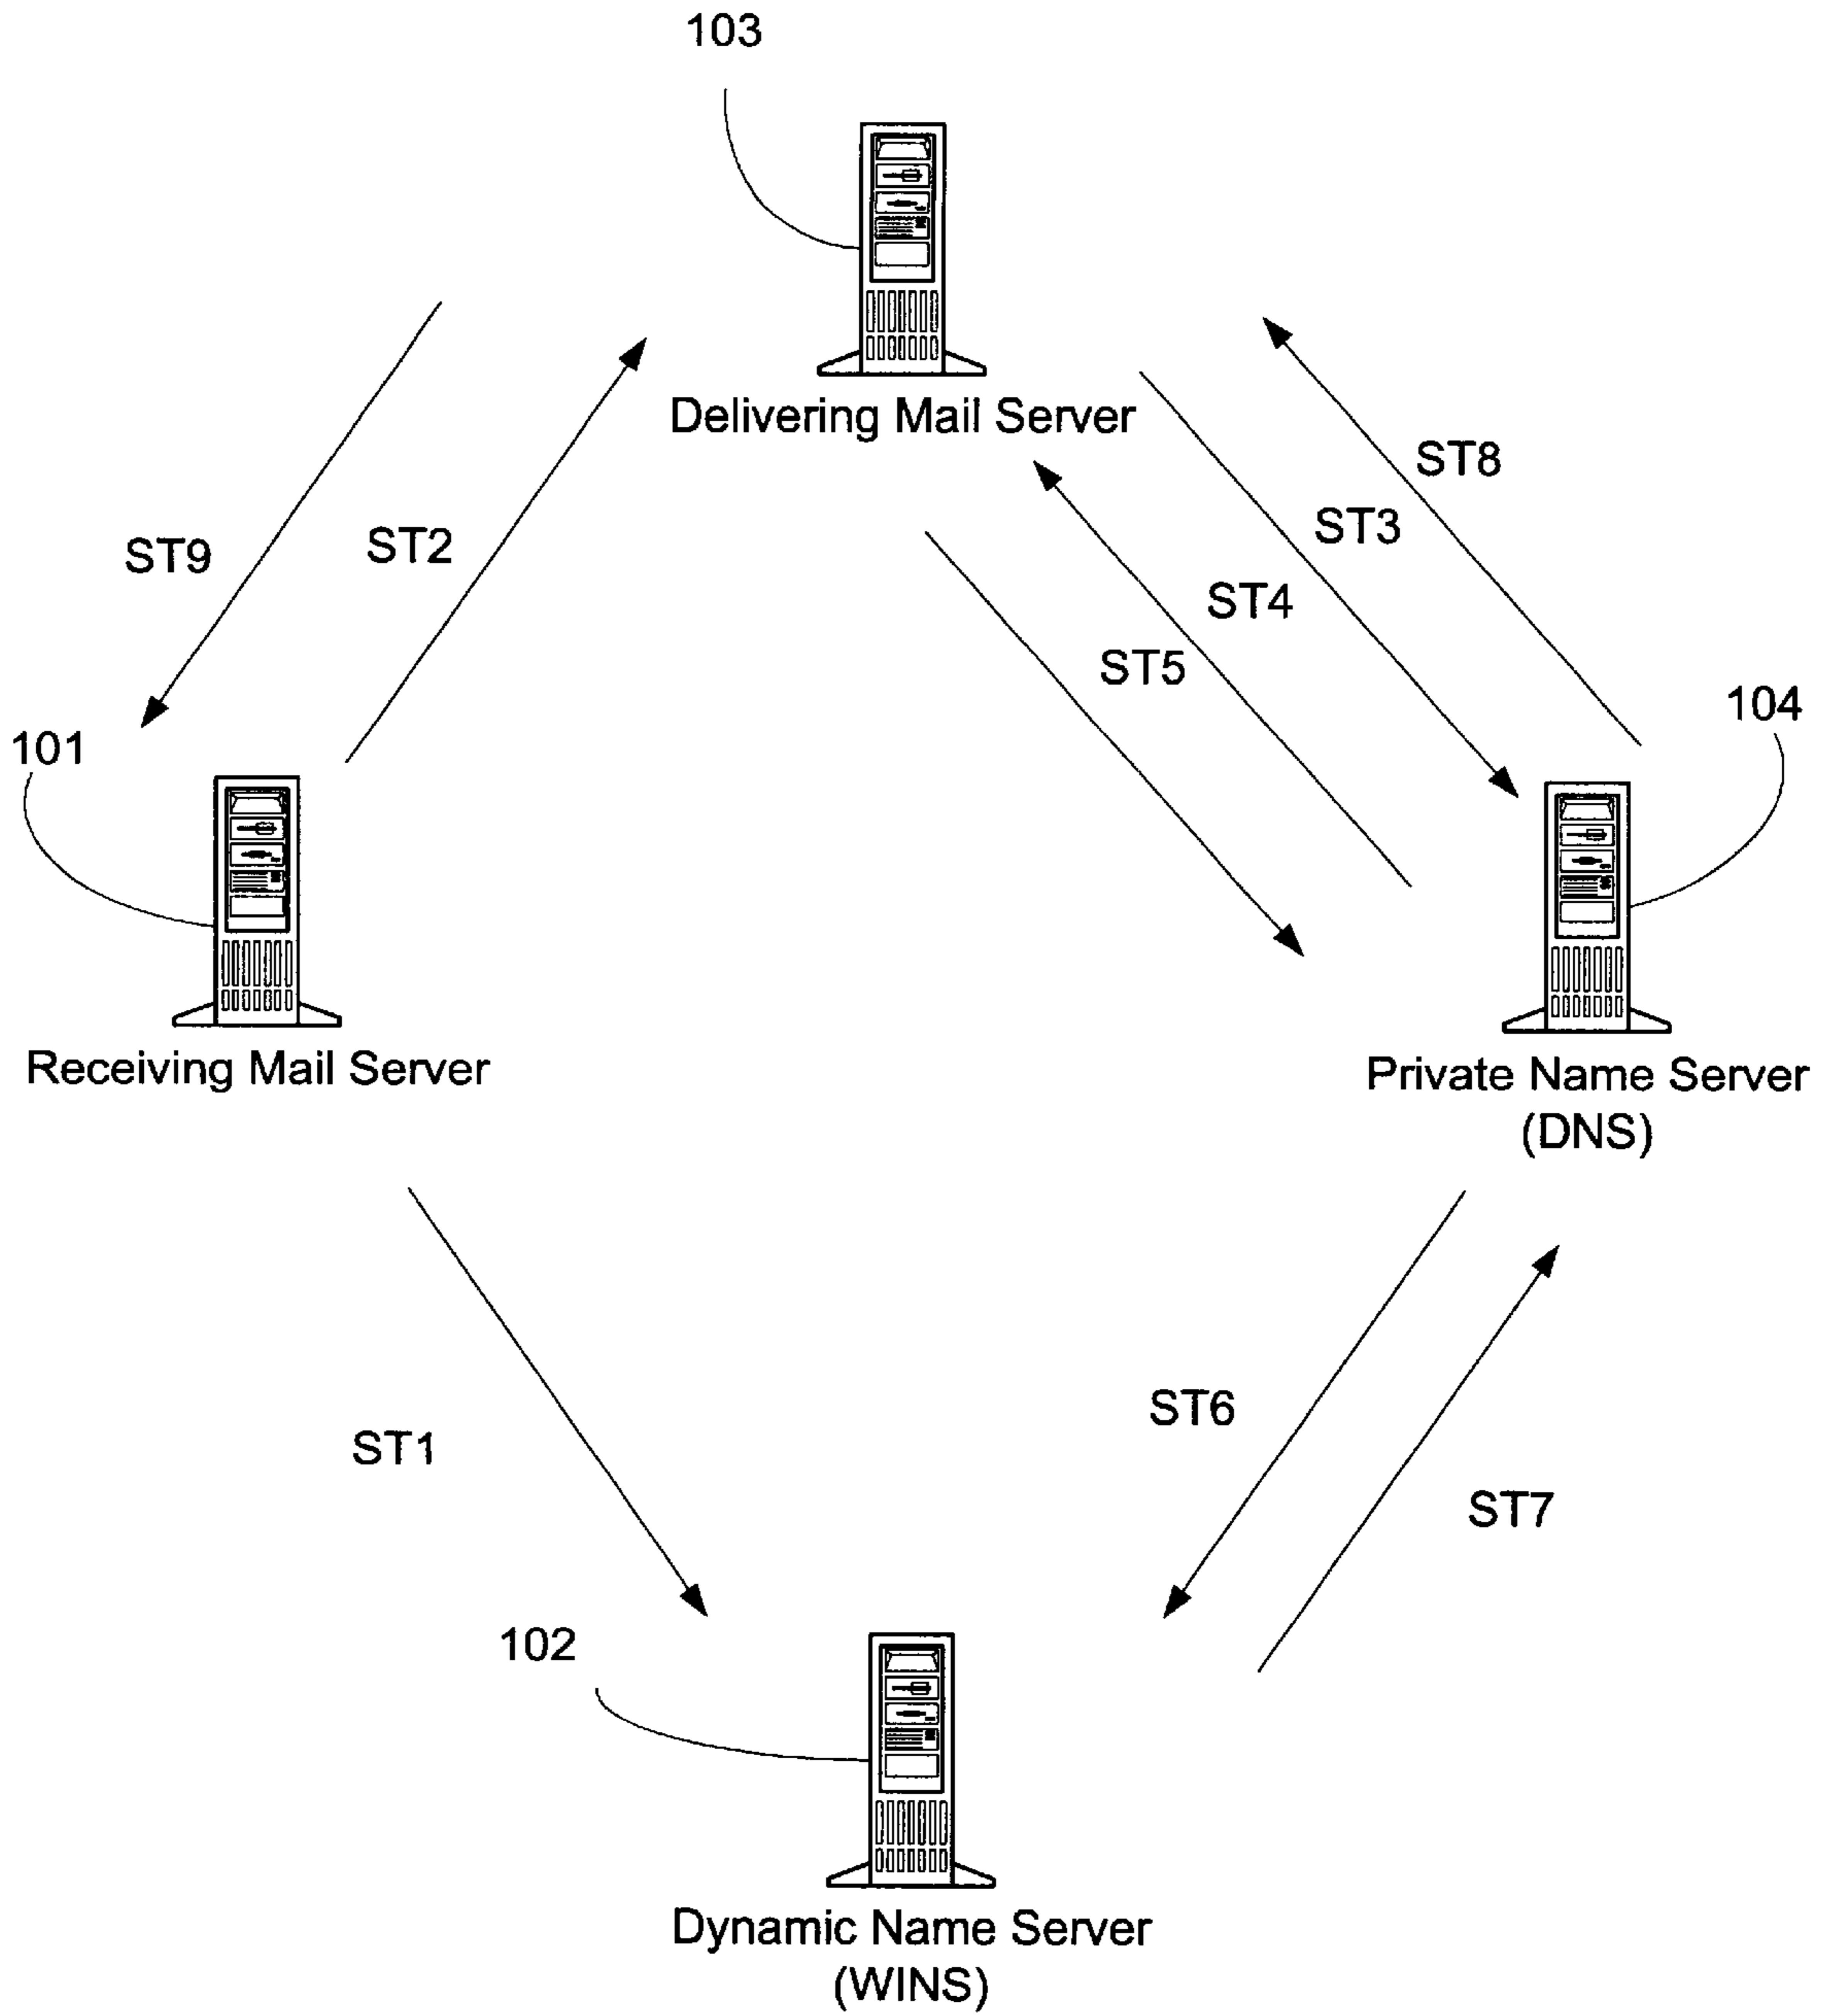 103
Delivering Mail Server
ST8
ST3
ST9
ST2
ST4
ST5
104
101
Receiving Mail Server
Private Name Server
(DNS)
ST6
ST1
ST7
102
Dynamic Name Server
(WINS)